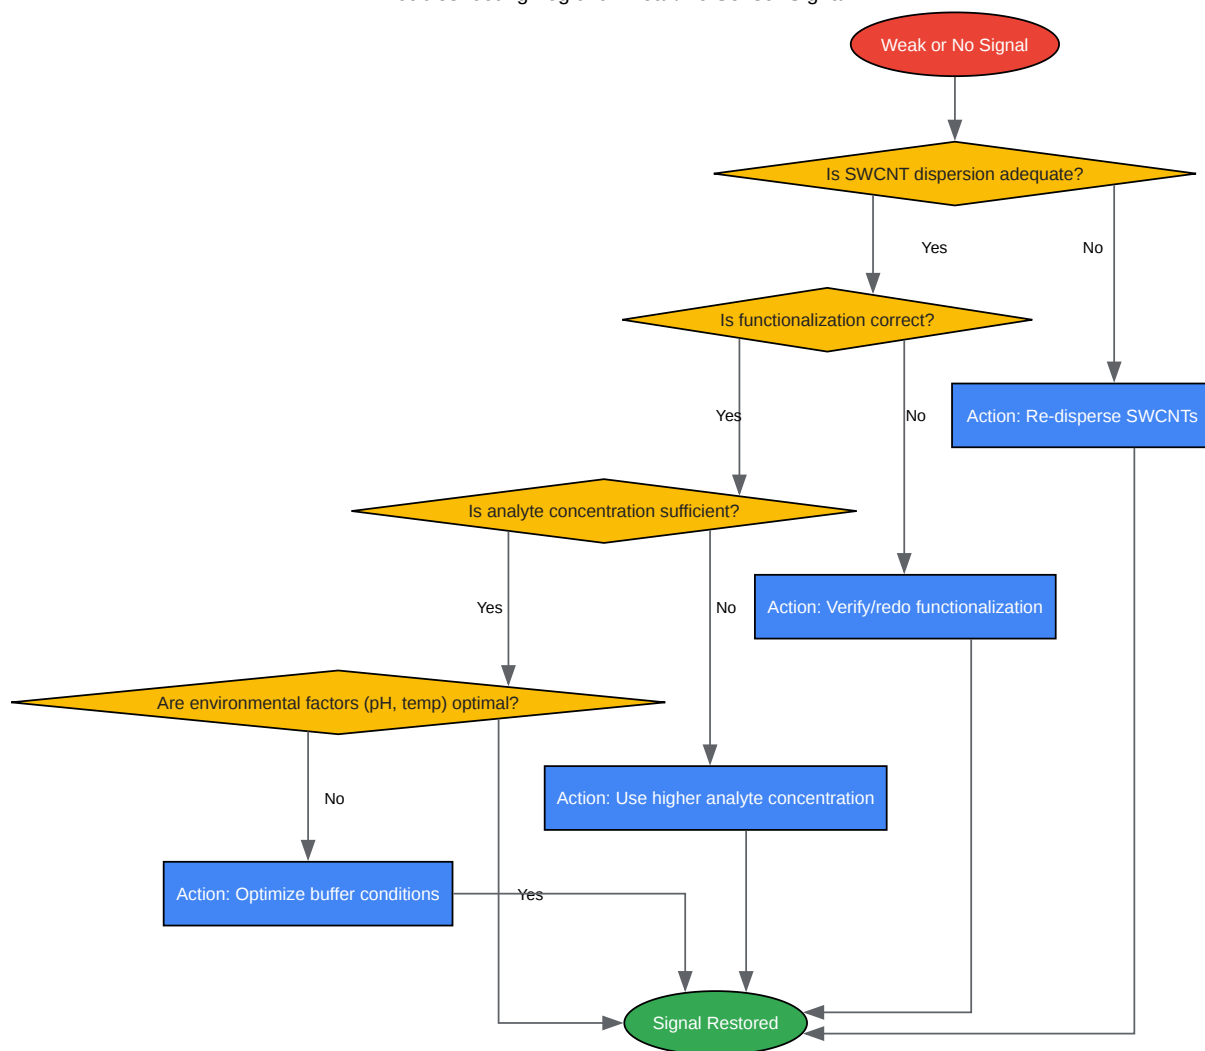 Weak or No Signal
Is SWCNT dispersion adequate?
Yes
No
Is functionalization correct?
Yes
No
Action: Re-disperse SWCNTs
Is analyte concentration sufficient?
Yes
No
Action: Verify/redo functionalization
Are environmental factors (pH, temp) optimal?
No
Action: Use higher analyte concentration
Action: Optimize buffer conditions
Yes
Signal Restored